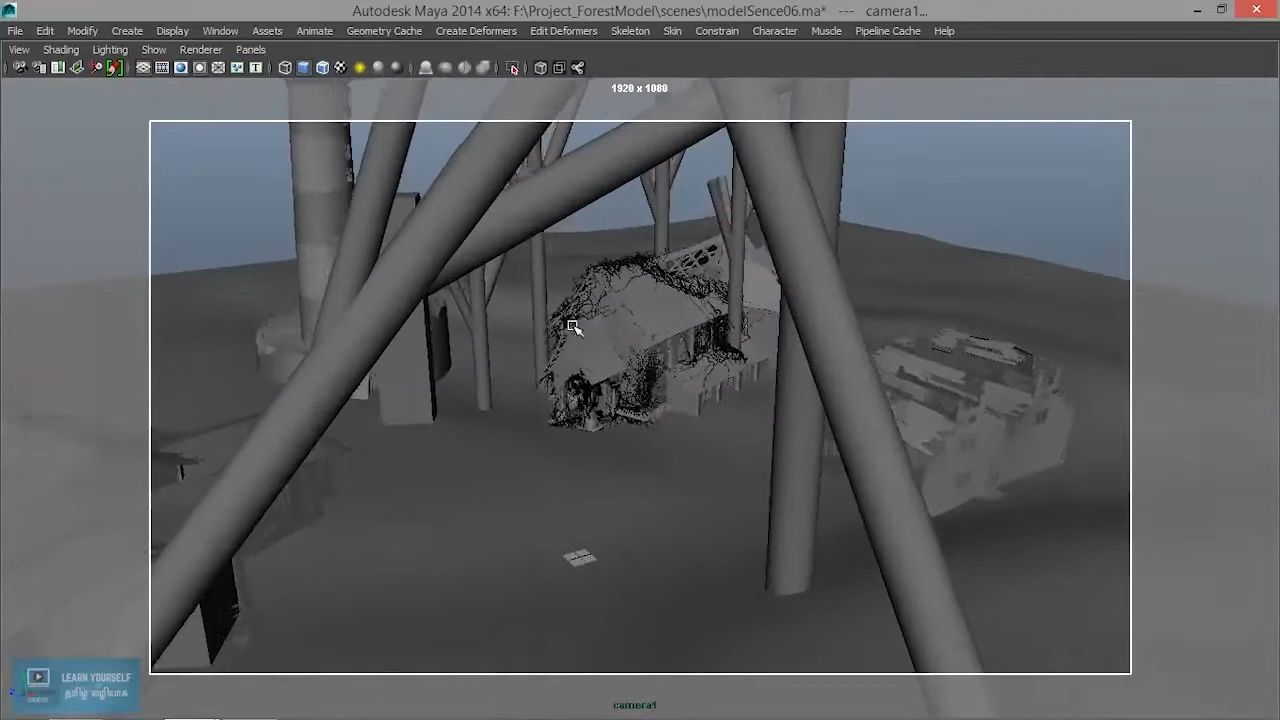 Autodesk Maya 2014 x64: F:\Project_ForestModel\scenes\modelSence06.ma* --- camera1...
File Edit Modify Create Display Window Assets Animate Geometry Cache Create Deformers Edit Deformers Skeleton Skin Constrain Character Muscle Pipeline Cache Help
View Shading Lighting Show Renderer Panels
1920 x 1080
LEARN YOURSELF
தமிழ் வழியாக
camera1